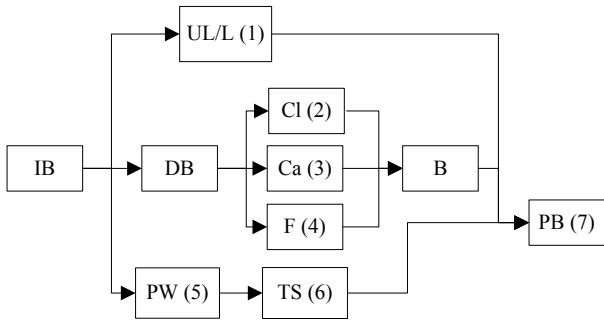 UL/L (1)
Cl (2)
IB
DB
Ca (3)
B
F (4)
PB (7)
PW (5)
TS (6)